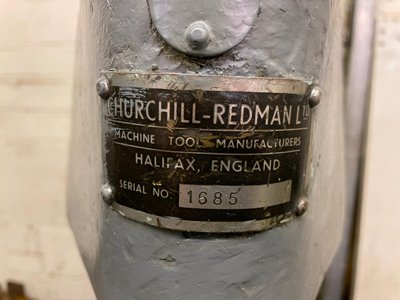 CHURCHILL-REDMAN LTD
MACHINE TOOL MANUFACTURERS
HALIFAX, ENGLAND
SERIAL NO. 1685